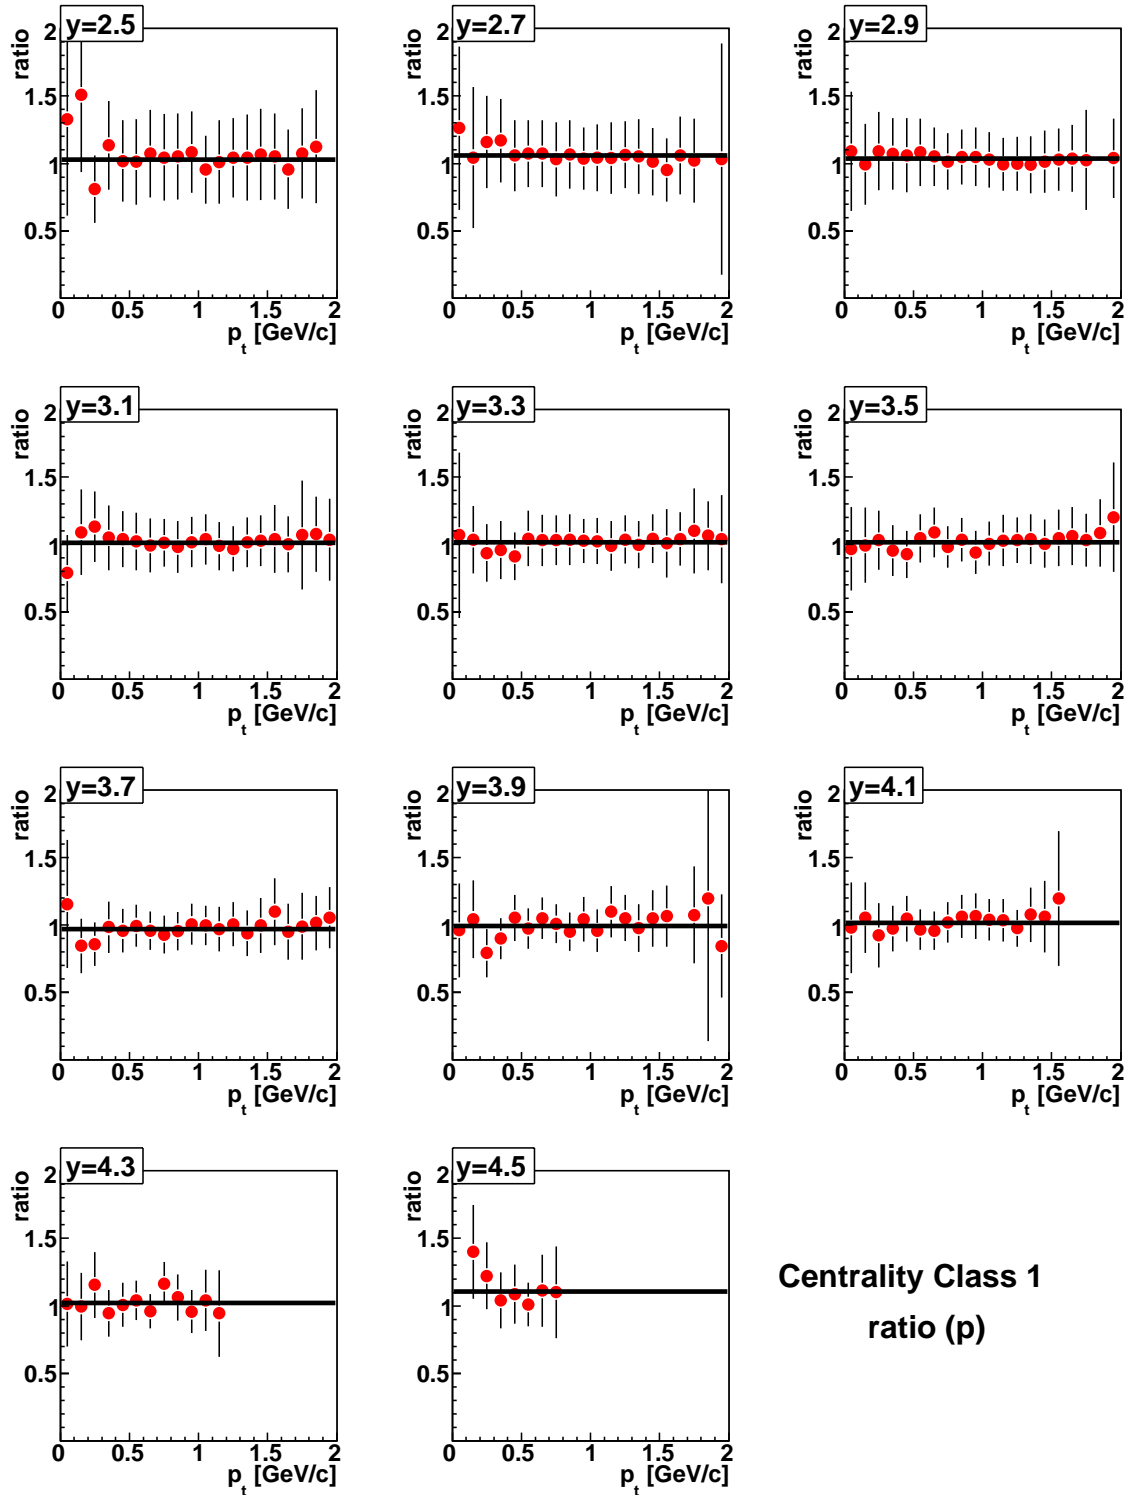 y=2.5
ratio
2
1.5
1
0.5
0 0.5 1 1.5 2
p_t [GeV/c]
y=2.7
ratio
2
1.5
1
0.5
0 0.5 1 1.5 2
p_t [GeV/c]
y=2.9
ratio
2
1.5
1
0.5
0 0.5 1 1.5 2
p_t [GeV/c]
y=3.1
ratio
2
1.5
1
0.5
0 0.5 1 1.5 2
p_t [GeV/c]
y=3.3
ratio
2
1.5
1
0.5
0 0.5 1 1.5 2
p_t [GeV/c]
y=3.5
ratio
2
1.5
1
0.5
0 0.5 1 1.5 2
p_t [GeV/c]
y=3.7
ratio
2
1.5
1
0.5
0 0.5 1 1.5 2
p_t [GeV/c]
y=3.9
ratio
2
1.5
1
0.5
0 0.5 1 1.5 2
p_t [GeV/c]
y=4.1
ratio
2
1.5
1
0.5
0 0.5 1 1.5 2
p_t [GeV/c]
y=4.3
ratio
2
1.5
1
0.5
0 0.5 1 1.5 2
p_t [GeV/c]
y=4.5
ratio
2
1.5
1
0.5
0 0.5 1 1.5 2
p_t [GeV/c]
Centrality Class 1
ratio (p)